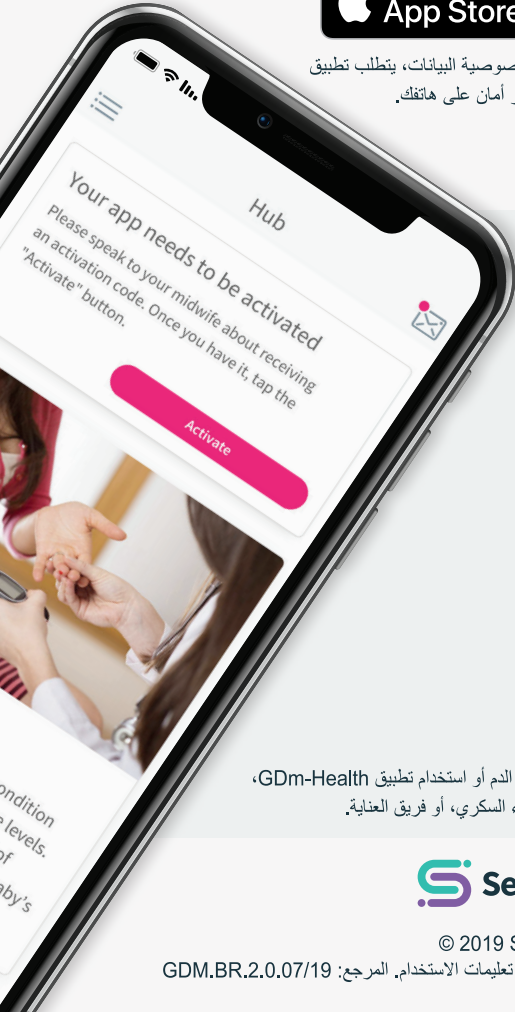 App Store
صوصية البيانات، يتطلب تطبيق
أمان على هاتفك.
Hub
Your app needs to be activated
Please speak to your midwife about receiving
an activation code. Once you have it, tap the
"Activate" button.
Activate
ondition
e levels.
of
aby's
الدم أو استخدام تطبيق GDm-Health،
السكري، أو فريق العناية.
Se
© 2019 S
تعليمات الاستخدام. المرجع: GDM.BR.2.0.07/19